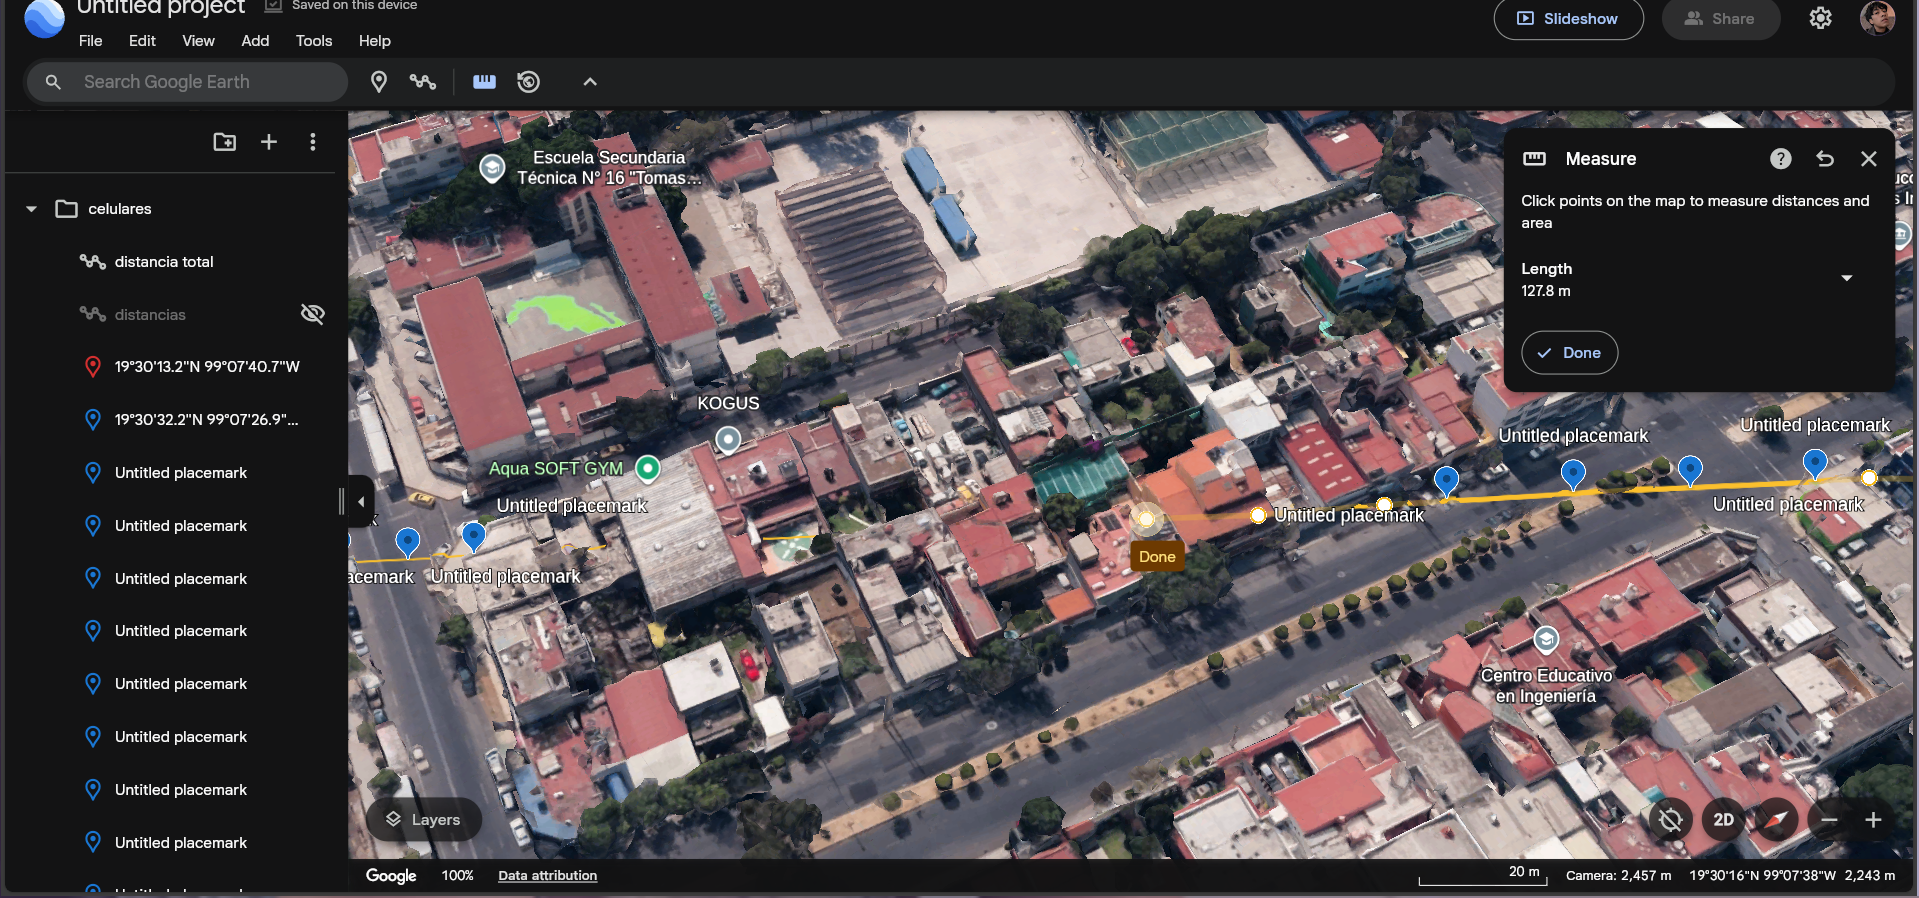 Untitled project
Saved on this device
Slideshow
Share
File Edit View Add Tools Help
Search Google Earth
celulares
distancia total
distancias
19°30'13.2"N 99°07'40.7"W
19°30'32.2"N 99°07'26.9"...
Untitled placemark
Untitled placemark
Untitled placemark
Untitled placemark
Untitled placemark
Untitled placemark
Untitled placemark
Untitled placemark
Escuela Secundaria
Técnica N° 16 "Tomas...
Measure
Click points on the map to measure distances and
area
Length
127.8 m
Done
KOGUS
Aqua SOFT GYM
Untitled placemark
Untitled placemark
Untitled placemark
Untitled placemark
Untitled placemark
Untitled placemark
acemark
Done
Centro Educativo
en Ingeniería
Layers
2D
Google
100%
Data attribution
20 m
Camera: 2,457 m
19°30'16"N 99°07'38"W
2,243 m